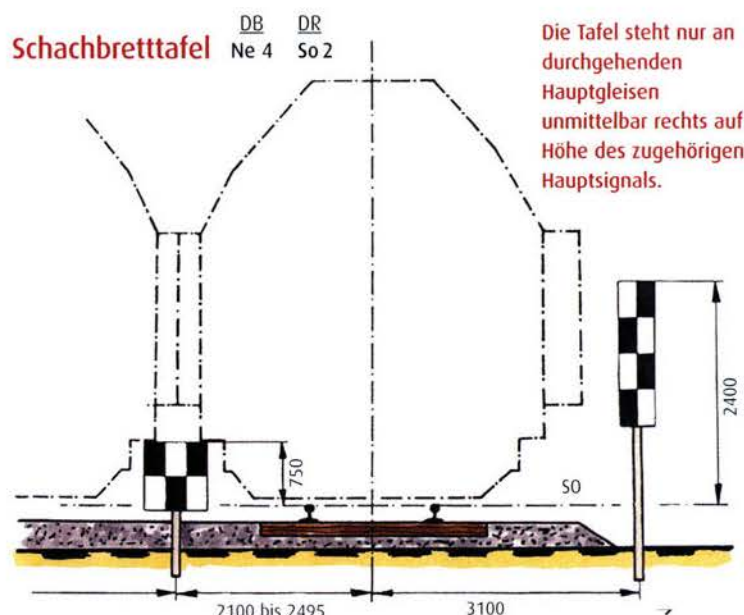 Schachbretttafel
DB DR
Ne 4 So 2
Die Tafel steht nur an
durchgehenden
Hauptgleisen
unmittelbar rechts auf
Höhe des zugehörigen
Hauptsignals.
750
SO
2400
2100 bis 2495
3100